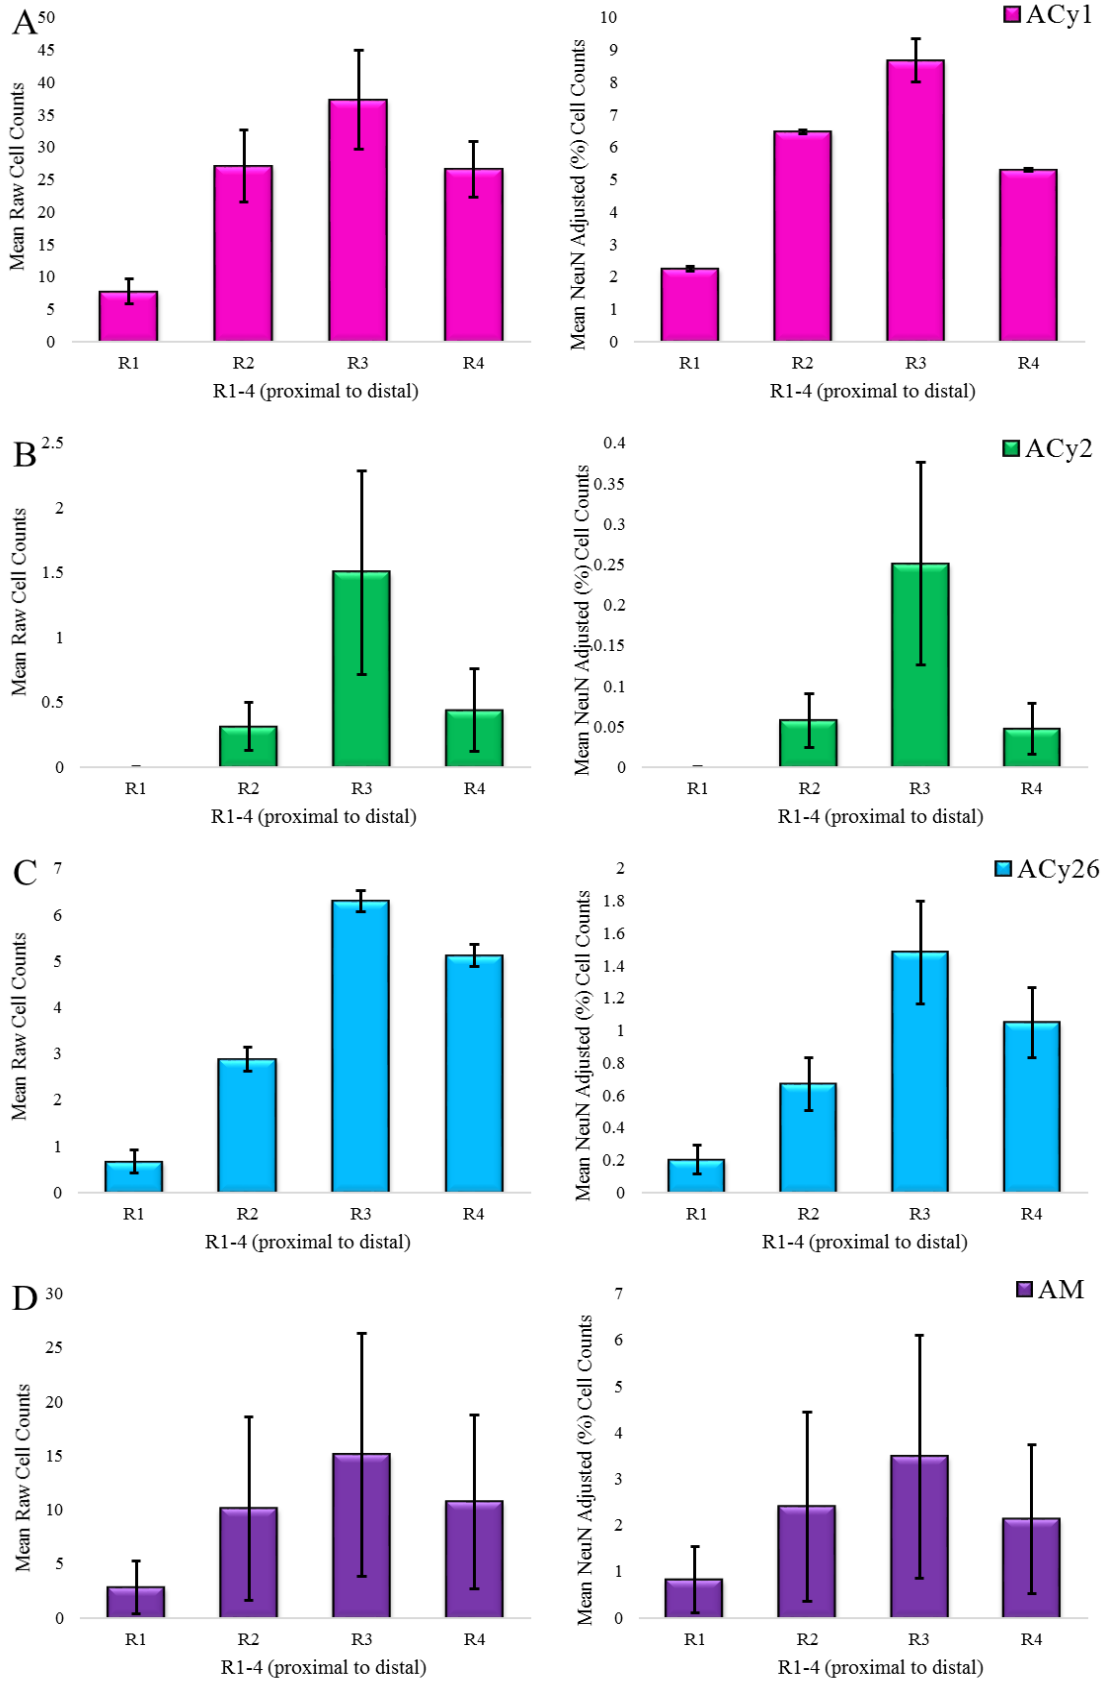 A
50
45
40
35
30
25
20
15
10
5
0
Mean Raw Cell Counts
R1 R2 R3 R4
R1-4 (proximal to distal)
10
9
8
7
6
5
4
3
2
1
0
Mean NeuN Adjusted (%) Cell Counts
R1 R2 R3 R4
R1-4 (proximal to distal)
ACy1
B
2.5
2
1.5
1
0.5
0
Mean Raw Cell Counts
R1 R2 R3 R4
R1-4 (proximal to distal)
0.4
0.35
0.3
0.25
0.2
0.15
0.1
0.05
0
Mean NeuN Adjusted (%) Cell Counts
R1 R2 R3 R4
R1-4 (proximal to distal)
ACy2
C
7
6
5
4
3
2
1
0
Mean Raw Cell Counts
R1 R2 R3 R4
R1-4 (proximal to distal)
2
1.8
1.6
1.4
1.2
1
0.8
0.6
0.4
0.2
0
Mean NeuN Adjusted (%) Cell Counts
R1 R2 R3 R4
R1-4 (proximal to distal)
ACy26
D
30
25
20
15
10
5
0
Mean Raw Cell Counts
R1 R2 R3 R4
R1-4 (proximal to distal)
7
6
5
4
3
2
1
0
Mean NeuN Adjusted (%) Cell Counts
R1 R2 R3 R4
R1-4 (proximal to distal)
AM